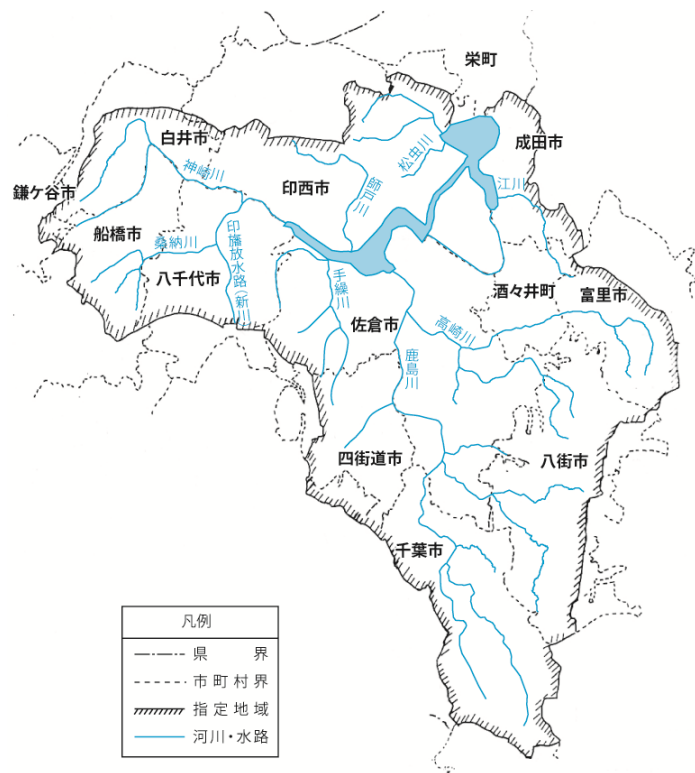 栄町
成田市
白井市
松虫川
神崎川
印西市
師戸川
江川
鎌ケ谷市
船橋市
桑納川
印旛放水路(新川
八千代市
手繰川
酒々井町
富里市
佐倉市
高崎川
鹿島川
四街道市
八街市
千葉市
凡例
県界
市町村界
指定地域
河川・水路